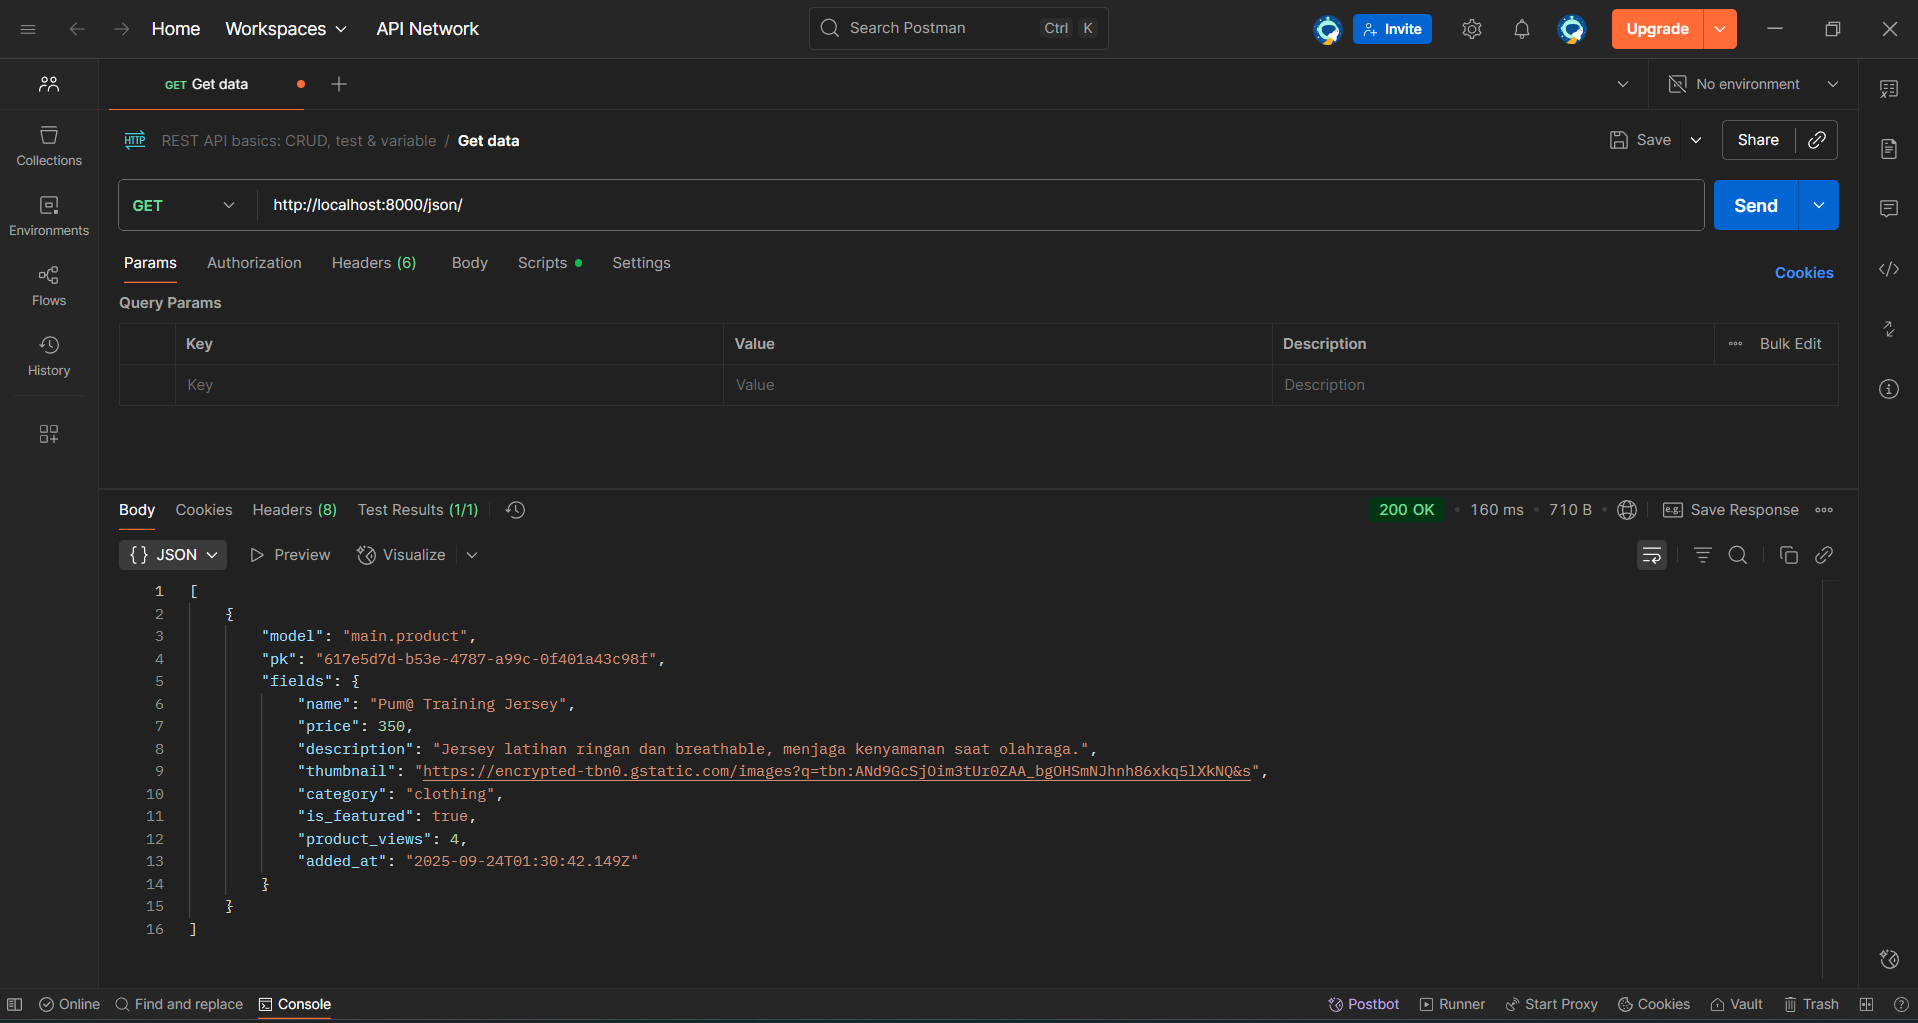 Home Workspaces API Network Search Postman Ctrl K Invite Upgrade
GET Get data No environment
HTTP REST API basics: CRUD, test & variable / Get data Save Share
Collections
Environments
Flows
History
GET http://localhost:8000/json/ Send
Params Authorization Headers (6) Body Scripts Settings Cookies
Query Params
Key Value Description Bulk Edit
Key Value Description
Body Cookies Headers (8) Test Results (1/1) 200 OK 160 ms 710 B e.g. Save Response
{} JSON Preview Visualize
1 [
2 {
3 "model": "main.product",
4 "pk": "617e5d7d-b53e-4787-a99c-0f401a43c98f",
5 "fields": {
6 "name": "Pum@ Training Jersey",
7 "price": 350,
8 "description": "Jersey latihan ringan dan breathable, menjaga kenyamanan saat olahraga.",
9 "thumbnail": "https://encrypted-tbn0.gstatic.com/images?q=tbn:ANd9GcSjOim3tUr0ZAA_bgOHSmNJhnh86xkq5lXkNQ&s",
10 "category": "clothing",
11 "is_featured": true,
12 "product_views": 4,
13 "added_at": "2025-09-24T01:30:42.149Z"
14 }
15 }
16 ]
Online Find and replace Console Postbot Runner Start Proxy Cookies Vault Trash